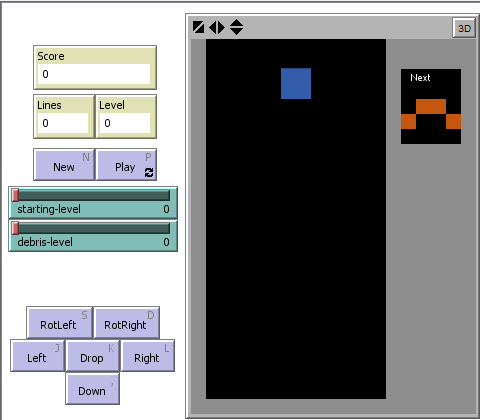 3D
Score
0
Next
Lines Level
0 0
N P
New Play
starting-level 0
debris-level 0
S D
RotLeft RotRight
J K L
Left Drop Right
,
Down